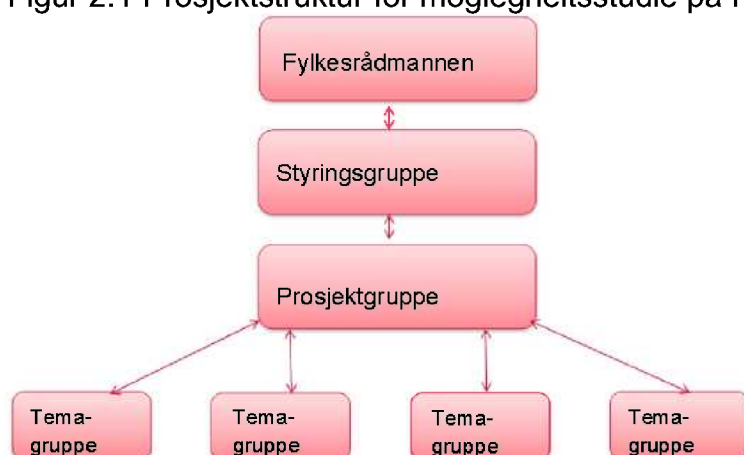 Figur 2.1 Prosjektstruktur for moglegheitsstudie på
Fylkesrådmannen
Styringsgruppe
Prosjektgruppe
Tema-
gruppe
Tema-
gruppe
Tema-
gruppe
Tema-
gruppe